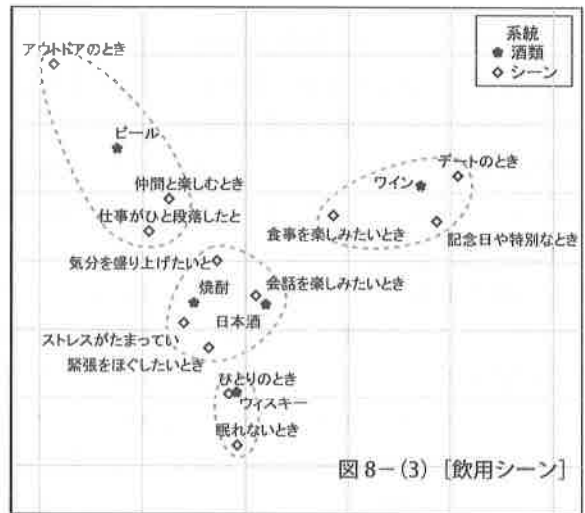 系統
酒類
シーン
アウトドアのとき
ビール
仲間と楽しむとき
仕事がひと段落したと
デートのとき
ワイン
食事を楽しみたいとき
記念日や特別なとき
気分を盛り上げたいと
焼酎
会話を楽しみたいとき
日本酒
ストレスがたまってい
緊張をほぐしたいとき
ひとりのとき
ウィスキー
眠れないとき
図8-(3) [飲用シーン]